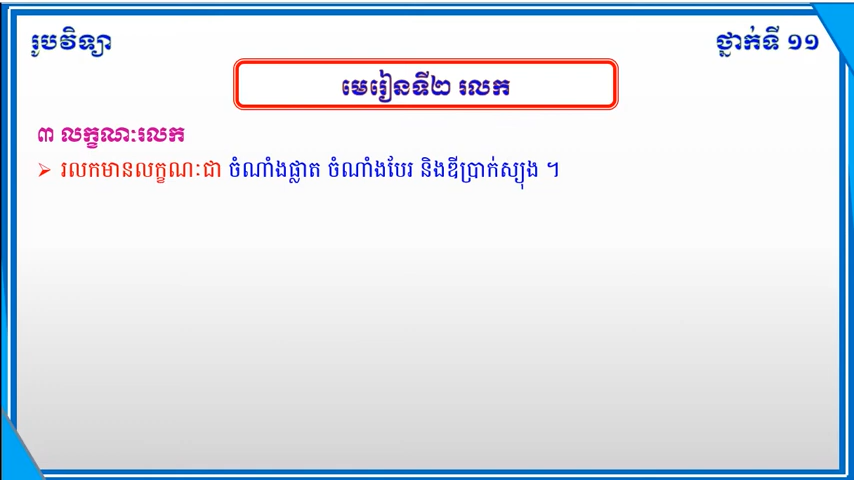 រូបវិទ្យា
ថ្នាក់ទី ១១
មេរៀនទី២ រលក
៣ លក្ខណៈរលក
រលកមានលក្ខណៈជា ចំណាំងផ្លាត ចំណាំងបែរ និងឌីប្រាក់ស្យុង ។